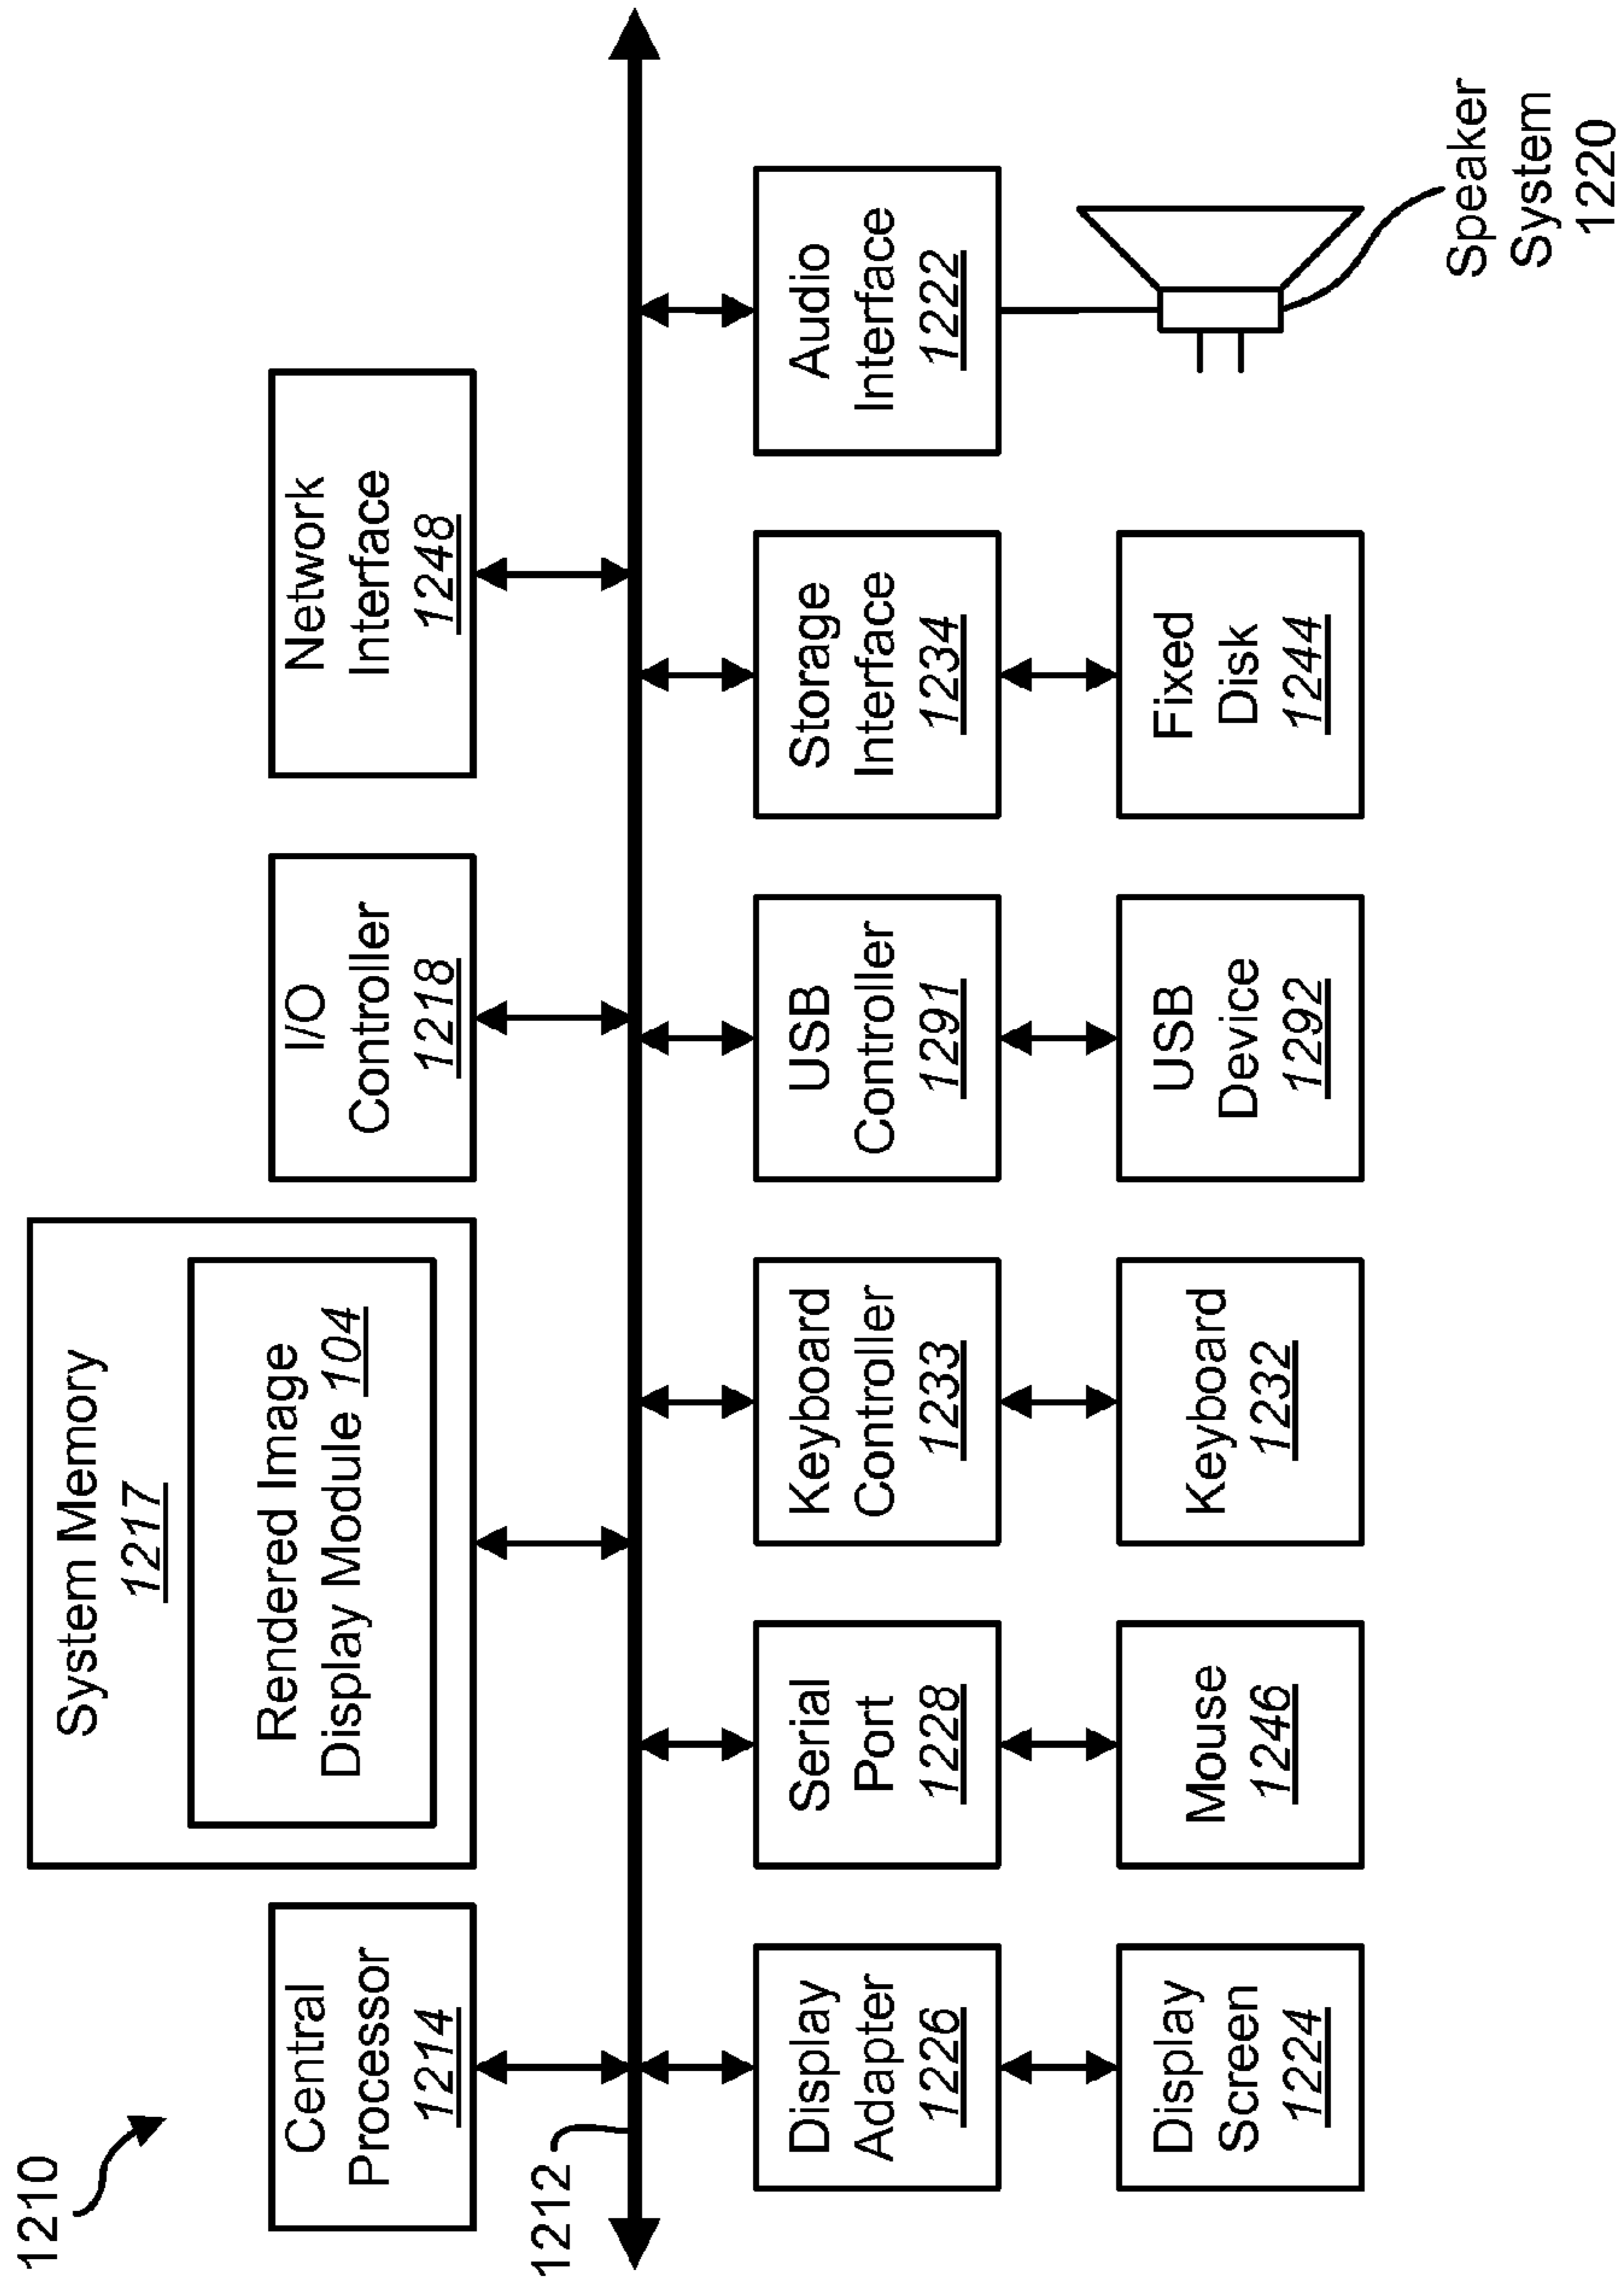 1210
Central
Processor
1214
System Memory
1217
Rendered Image
Display Module 104
I/O
Controller
1218
Network
Interface
1248
1212
Display
Adapter
1226
Serial
Port
1228
Keyboard
Controller
1233
USB
Controller
1291
Storage
Interface
1234
Audio
Interface
1222
Display
Screen
1224
Mouse
1246
Keyboard
1232
USB
Device
1292
Fixed
Disk
1244
Speaker
System
1220